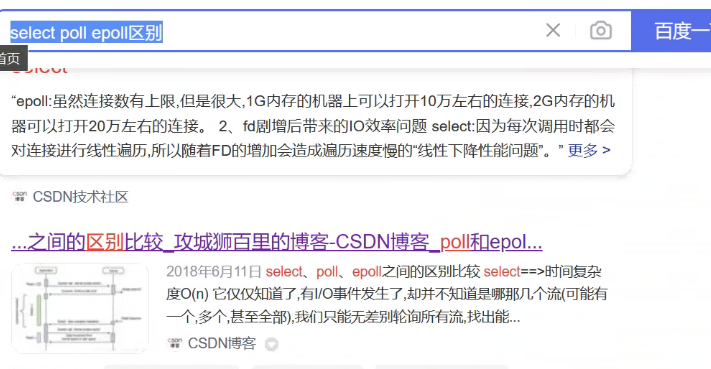 select poll epoll区别
百度一
首页
select
“epoll:虽然连接数有上限,但是很大,1G内存的机器上可以打开10万左右的连接,2G内存的机
器可以打开20万左右的连接。 2、fd剧增后带来的IO效率问题 select:因为每次调用时都会
对连接进行线性遍历,所以随着FD的增加会造成遍历速度慢的“线性下降性能问题”。” 更多 >
CSDN
博客 CSDN技术社区
...之间的区别比较_攻城狮百里的博客-CSDN博客_poll和epol...
2018年6月11日 select、poll、epoll之间的区别比较 select==>时间复杂
度O(n) 它仅仅知道了,有I/O事件发生了,却并不知道是哪那几个流(可能有
一个,多个,甚至全部),我们只能无差别轮询所有流,找出能...
CSDN
博客 CSDN博客